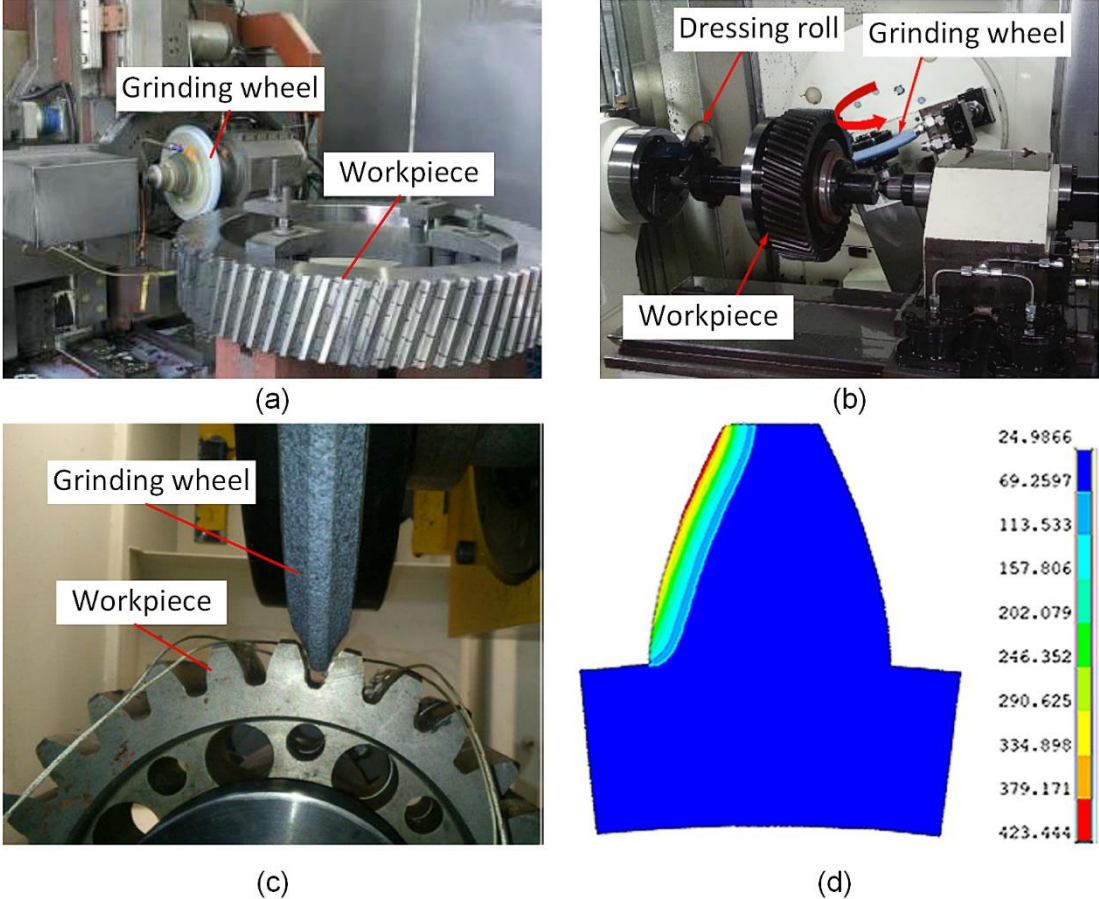 Grinding wheel
Workpiece
(a)
Dressing roll
Grinding wheel
Workpiece
(b)
Grinding wheel
Workpiece
(c)
24.9866
69.2597
113.533
157.806
202.079
246.352
290.625
334.898
379.171
423.444
(d)